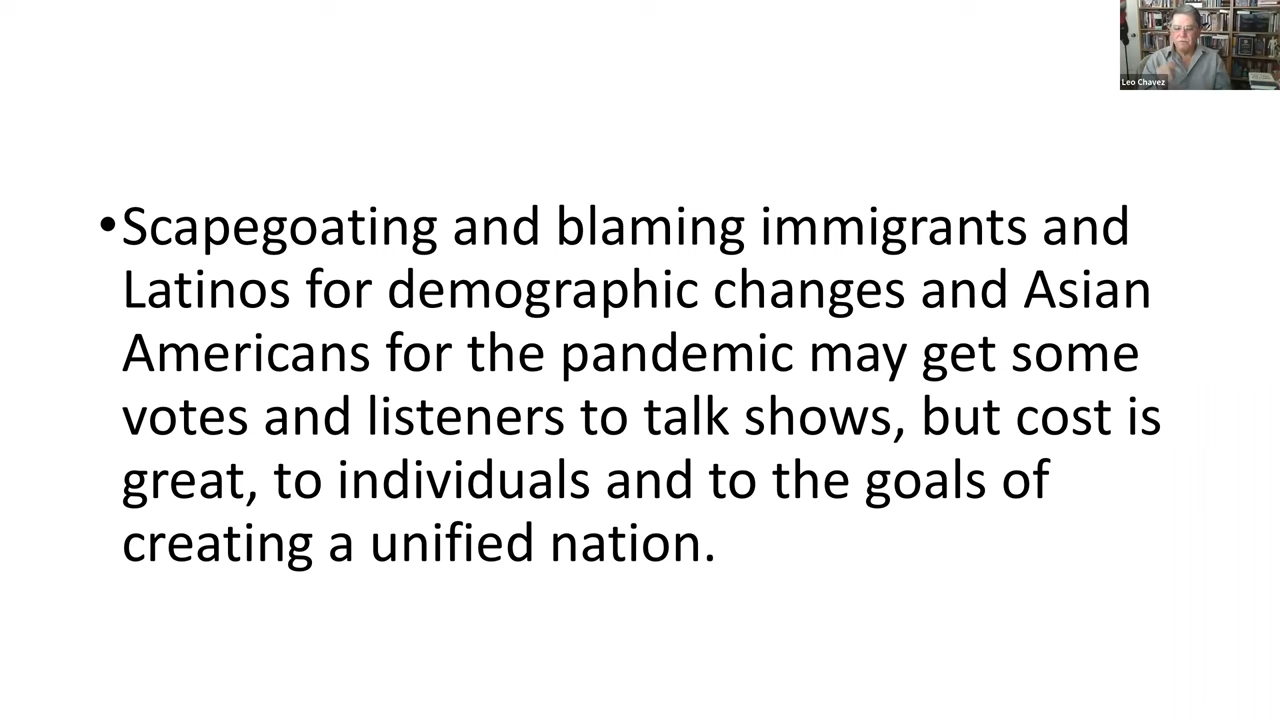 Leo Chavez
•Scapegoating and blaming immigrants and
Latinos for demographic changes and Asian
Americans for the pandemic may get some
votes and listeners to talk shows, but cost is
great, to individuals and to the goals of
creating a unified nation.